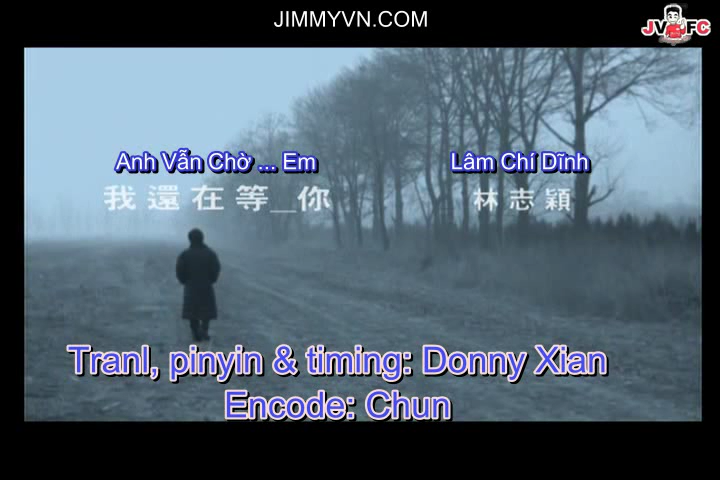 JIMMYVN.COM
JV FC
Anh Vẫn Chờ ... Em
Lâm Chí Dĩnh
我還在等__你
林志穎
Tranl, pinyin & timing: Donny Xian
Encode: Chun